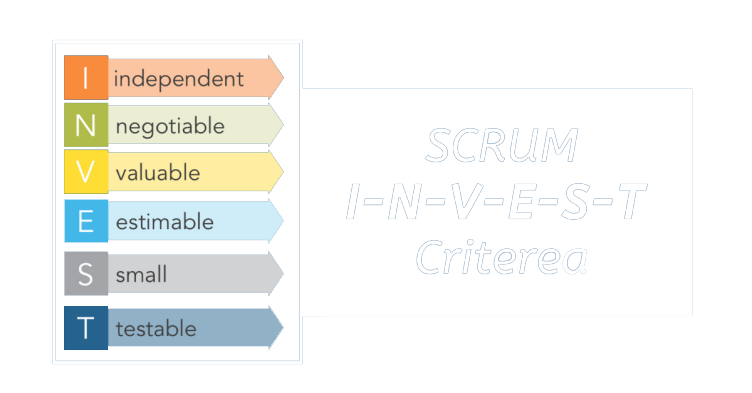 I independent
N negotiable
V valuable
E estimable
S small
T testable
SCRUM
I-N-V-E-S-T
Criterea